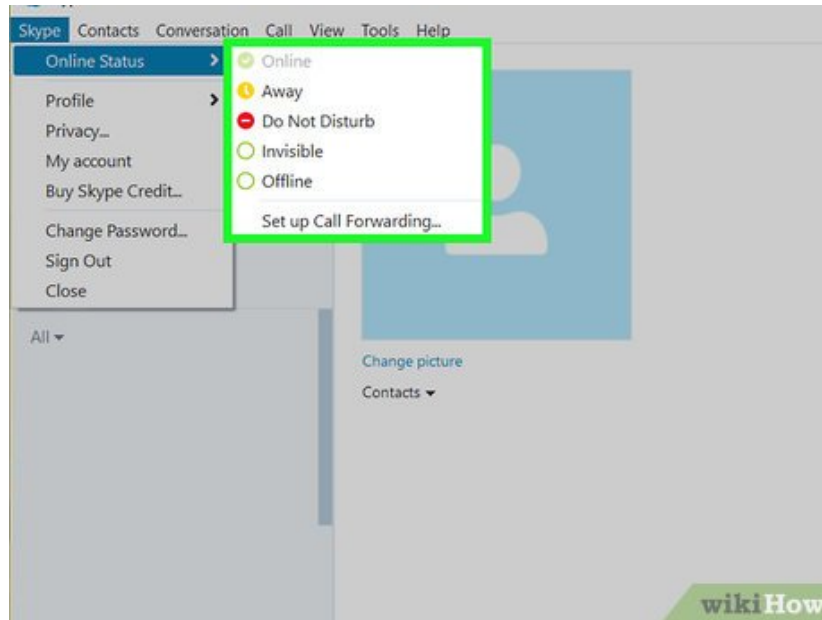 Skype Contacts Conversation Call View Tools Help
Online Status
Profile
Privacy...
My account
Buy Skype Credit...
Change Password...
Sign Out
Close
Online
Away
Do Not Disturb
Invisible
Offline
Set up Call Forwarding...
All
Change picture
Contacts
wikiHow